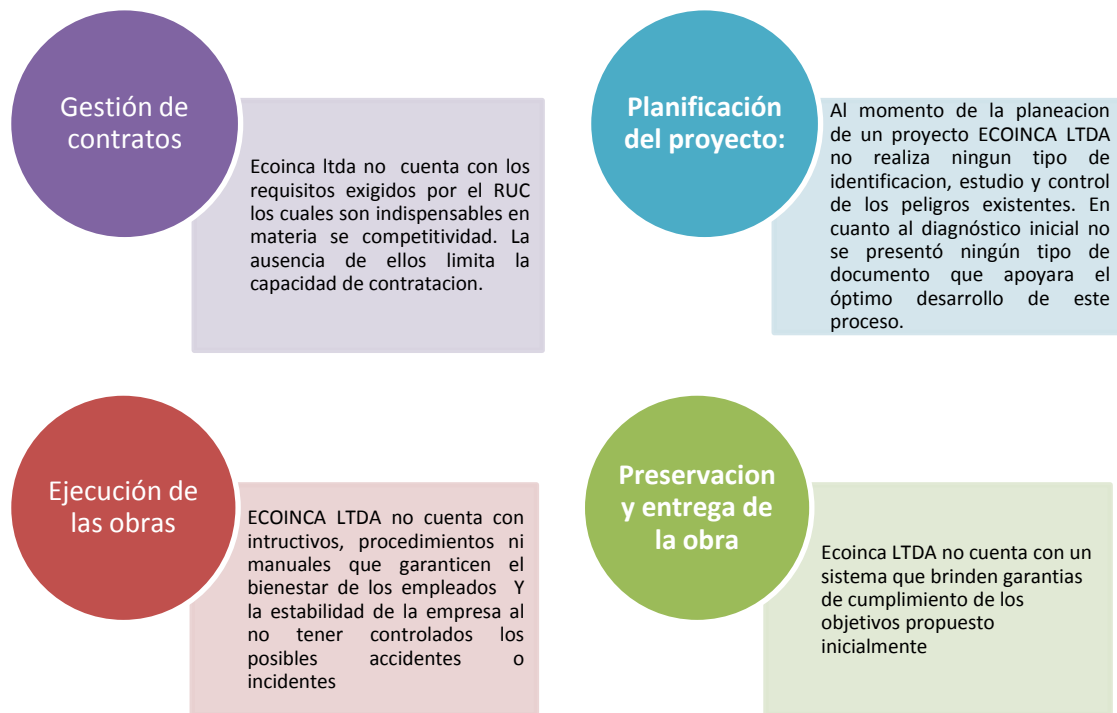 Gestión de
contratos
Ecoinca ltda no cuenta con los
requisitos exigidos por el RUC
los cuales son indispensables en
materia se competitividad. La
ausencia de ellos limita la
capacidad de contratacion.
Planificación
del proyecto:
Al momento de la planeacion
de un proyecto ECOINCA LTDA
no realiza ningun tipo de
identificacion, estudio y control
de los peligros existentes. En
cuanto al diagnóstico inicial no
se presentó ningún tipo de
documento que apoyara el
óptimo desarrollo de este
proceso.
Ejecución de
las obras
ECOINCA LTDA no cuenta con
intructivos, procedimientos ni
manuales que garanticen el
bienestar de los empleados Y
la estabilidad de la empresa al
no tener controlados los
posibles accidentes o
incidentes
Preservacion
y entrega de
la obra
Ecoinca LTDA no cuenta con un
sistema que brinden garantias
de cumplimiento de los
objetivos propuesto
inicialmente